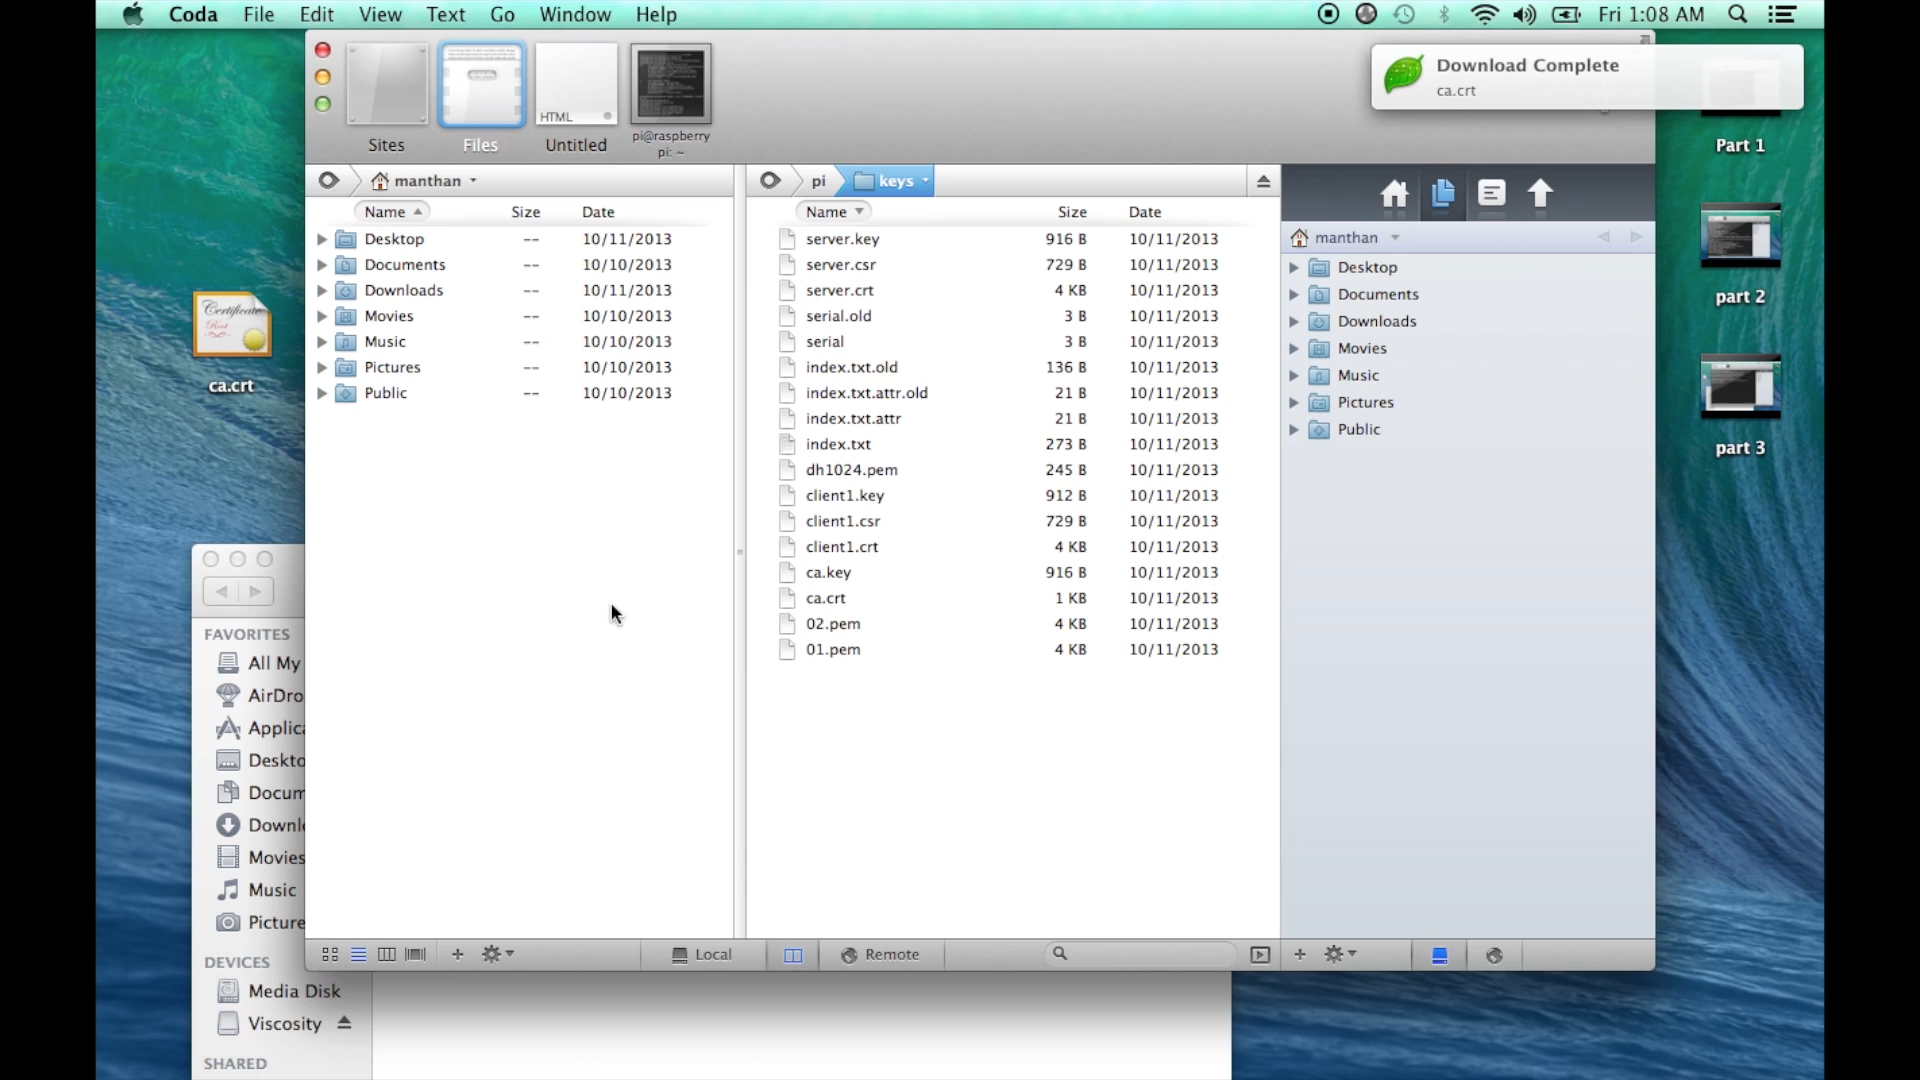 Coda File Edit View Text Go Window Help Fri 1:08 AM
Download Complete
ca.crt
HTML
Sites Files Untitled pi@raspberry
pi: ~
Part 1
part 2
part 3
Certificate
Root
ca.crt
manthan
Name Size Date
Desktop -- 10/11/2013
Documents -- 10/10/2013
Downloads -- 10/11/2013
Movies -- 10/10/2013
Music -- 10/10/2013
Pictures -- 10/10/2013
Public -- 10/10/2013
pi keys
Name Size Date
server.key 916 B 10/11/2013
server.csr 729 B 10/11/2013
server.crt 4 KB 10/11/2013
serial.old 3 B 10/11/2013
serial 3 B 10/11/2013
index.txt.old 136 B 10/11/2013
index.txt.attr.old 21 B 10/11/2013
index.txt.attr 21 B 10/11/2013
index.txt 273 B 10/11/2013
dh1024.pem 245 B 10/11/2013
client1.key 912 B 10/11/2013
client1.csr 729 B 10/11/2013
client1.crt 4 KB 10/11/2013
ca.key 916 B 10/11/2013
ca.crt 1 KB 10/11/2013
02.pem 4 KB 10/11/2013
01.pem 4 KB 10/11/2013
manthan
Desktop
Documents
Downloads
Movies
Music
Pictures
Public
Local Remote
FAVORITES
All My
AirDro
Applica
Deskto
Docum
Downl
Movies
Music
Picture
DEVICES
Media Disk
Viscosity
SHARED